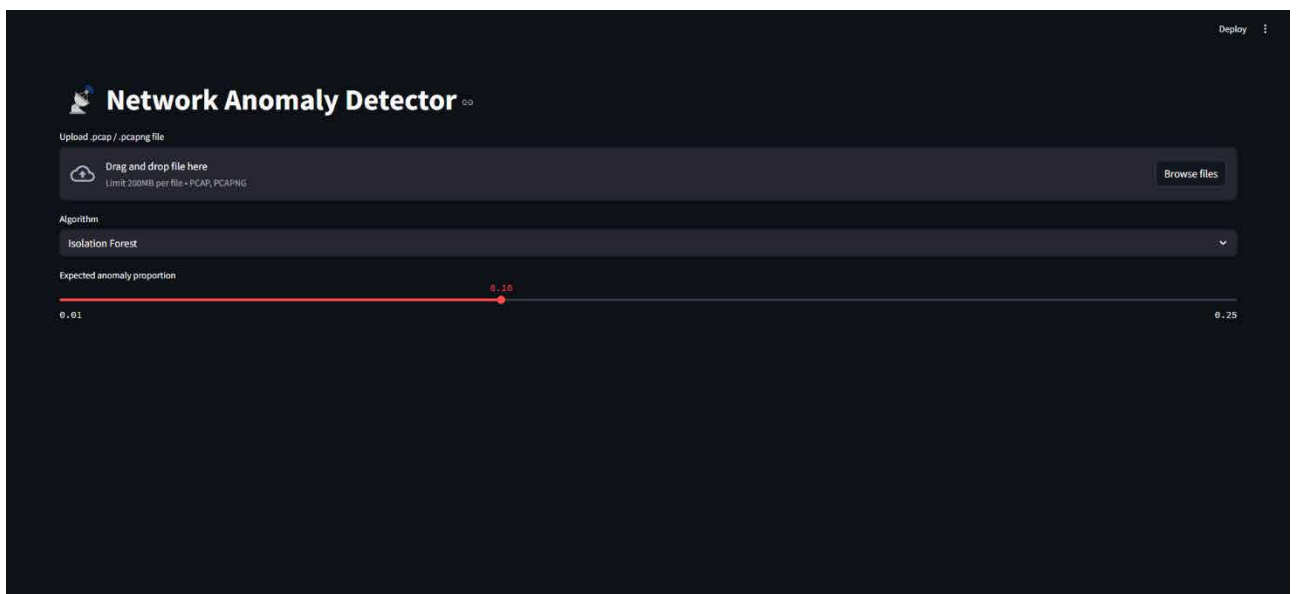 Deploy
Network Anomaly Detector
Upload .pcap / .pcapng file
Drag and drop file here
Limit 200MB per file • PCAP, PCAPNG
Browse files
Algorithm
Isolation Forest
Expected anomaly proportion
0.10
0.01
0.25